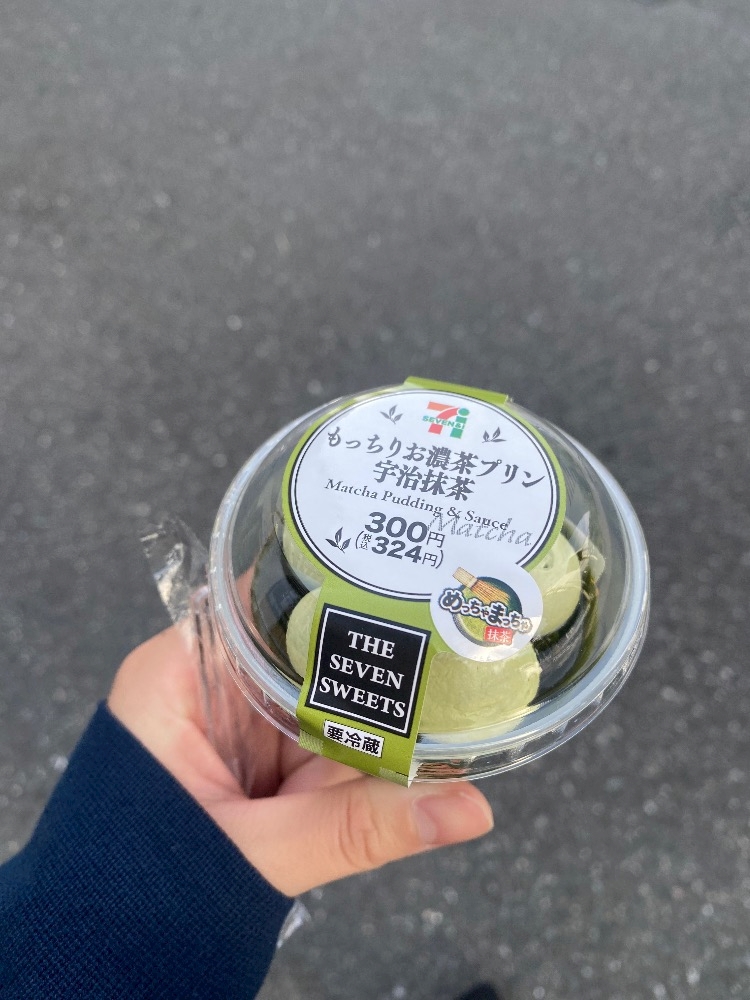 SEVEN&i
もっちりお濃茶プリン
宇治抹茶
Matcha Pudding & Sauce
Matcha
300円
(税込324円)
めっちゃまっちゃ
抹茶
THE
SEVEN
SWEETS
要冷蔵